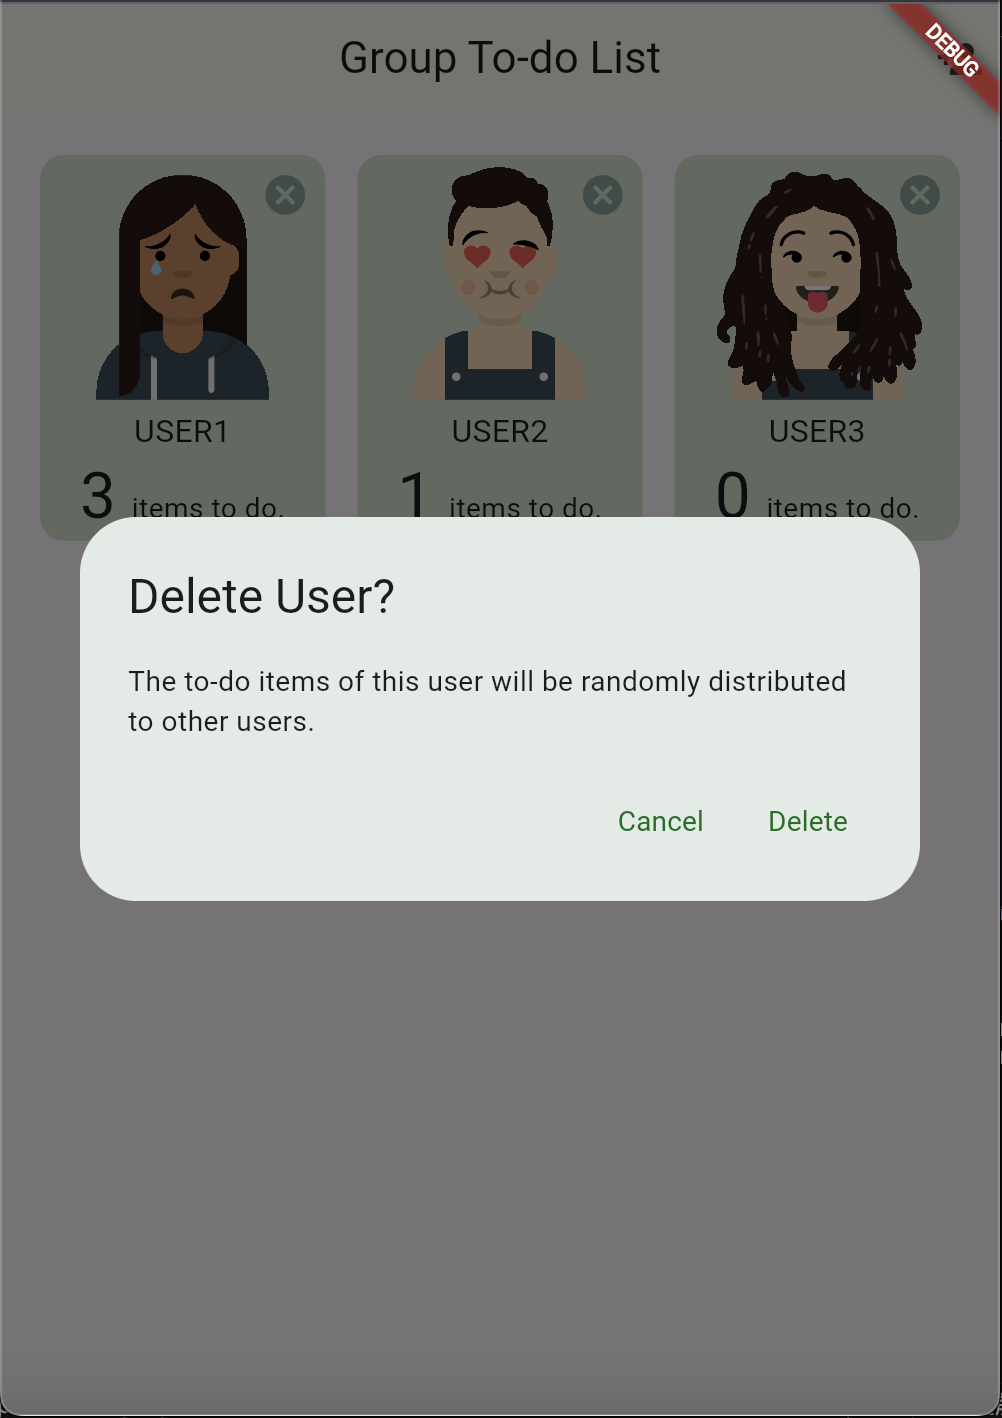 Group To-do List
DEBUG
USER1
USER2
USER3
3 items to do.
1 items to do.
0 items to do.
Delete User?
The to-do items of this user will be randomly distributed
to other users.
Cancel
Delete